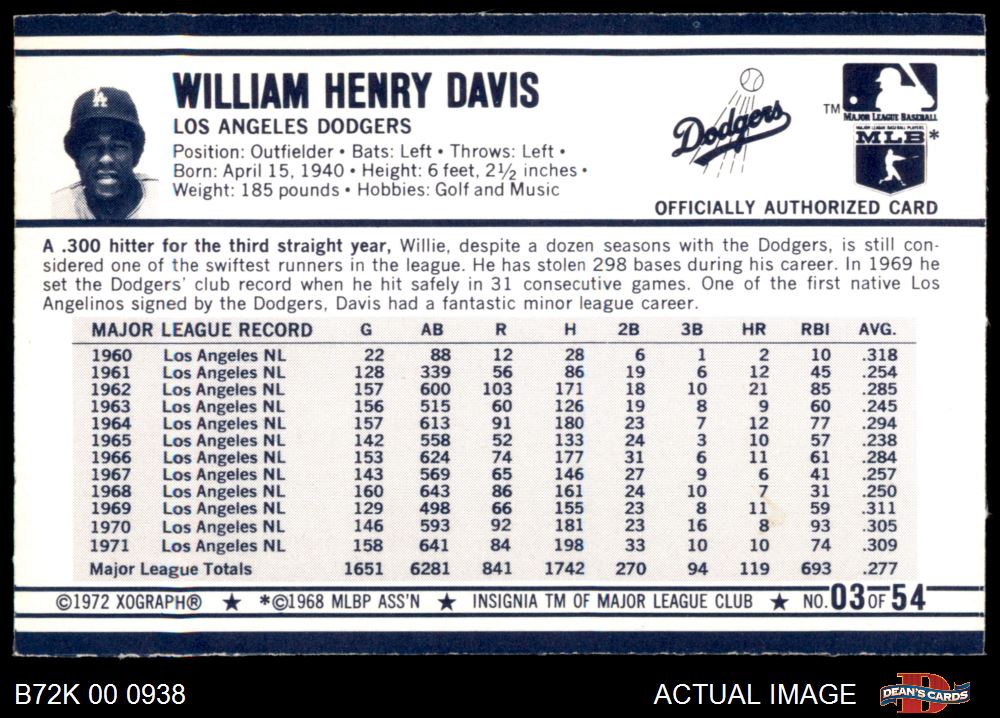 LA
WILLIAM HENRY DAVIS
LOS ANGELES DODGERS
Position: Outfielder • Bats: Left • Throws: Left •
Born: April 15, 1940 • Height: 6 feet, 2½ inches •
Weight: 185 pounds • Hobbies: Golf and Music
Dodgers
TM
MAJOR LEAGUE BASEBALL
MAJOR LEAGUE BASEBALL PLAYERS
MLB*
OFFICIALLY AUTHORIZED CARD
A .300 hitter for the third straight year, Willie, despite a dozen seasons with the Dodgers, is still con-
sidered one of the swiftest runners in the league. He has stolen 298 bases during his career. In 1969 he
set the Dodgers' club record when he hit safely in 31 consecutive games. One of the first native Los
Angelinos signed by the Dodgers, Davis had a fantastic minor league career.
MAJOR LEAGUE RECORD G AB R H 2B 3B HR RBI AVG.
1960 Los Angeles NL 22 88 12 28 6 1 2 10 .318
1961 Los Angeles NL 128 339 56 86 19 6 12 45 .254
1962 Los Angeles NL 157 600 103 171 18 10 21 85 .285
1963 Los Angeles NL 156 515 60 126 19 8 9 60 .245
1964 Los Angeles NL 157 613 91 180 23 7 12 77 .294
1965 Los Angeles NL 142 558 52 133 24 3 10 57 .238
1966 Los Angeles NL 153 624 74 177 31 6 11 61 .284
1967 Los Angeles NL 143 569 65 146 27 9 6 41 .257
1968 Los Angeles NL 160 643 86 161 24 10 7 31 .250
1969 Los Angeles NL 129 498 66 155 23 8 11 59 .311
1970 Los Angeles NL 146 593 92 181 23 16 8 93 .305
1971 Los Angeles NL 158 641 84 198 33 10 10 74 .309
Major League Totals 1651 6281 841 1742 270 94 119 693 .277
©1972 XOGRAPH® ★ *©1968 MLBP ASS'N ★ INSIGNIA TM OF MAJOR LEAGUE CLUB ★ NO. 03 OF 54
B72K 00 0938 ACTUAL IMAGE DEAN'S CARDS